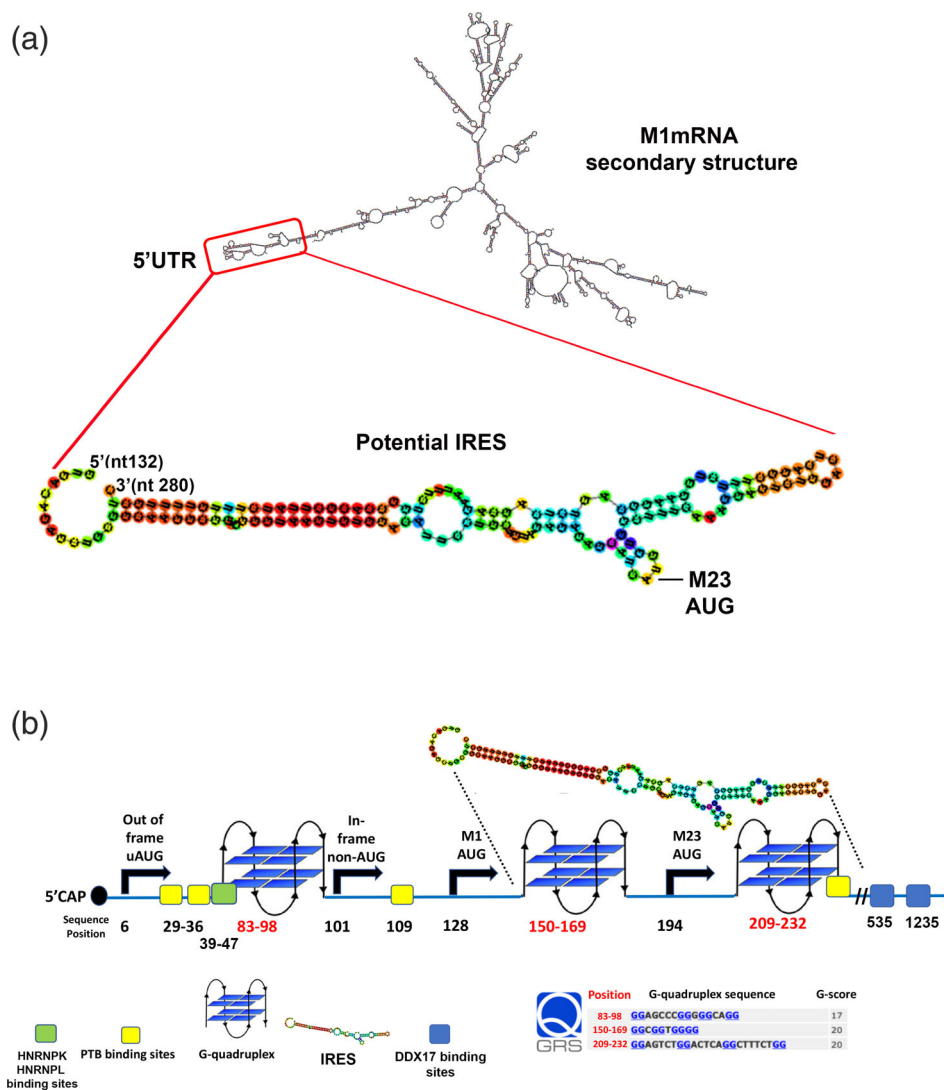 (a)
M1mRNA
secondary structure
5'UTR
Potential IRES
5'(nt132)
3'(nt 280)
M23
AUG
(b)
Out of
frame
uAUG
In-
frame
non-AUG
M1
AUG
M23
AUG
5'CAP
//
Sequence
Position
6
29-36
39-47
83-98
101
109
128
150-169
194
209-232
535
1235
HNRNPK
HNRNPL
binding
sites
PTB binding sites
G-quadruplex
IRES
DDX17 binding
sites
Q
GRS
Position G-quadruplex sequence G-score
83-98 GGAGCCCGGGGGCAGG 17
150-169 GGCGGTGGGG 20
209-232 GGAGTCTGGACTCAGGCTTTCTGG 20